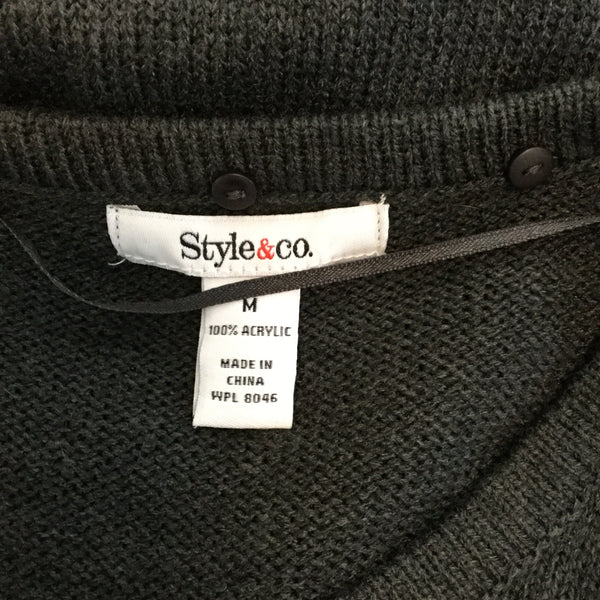 Style&co.
M
100% ACRYLIC
MADE IN
CHINA
WPL 8046